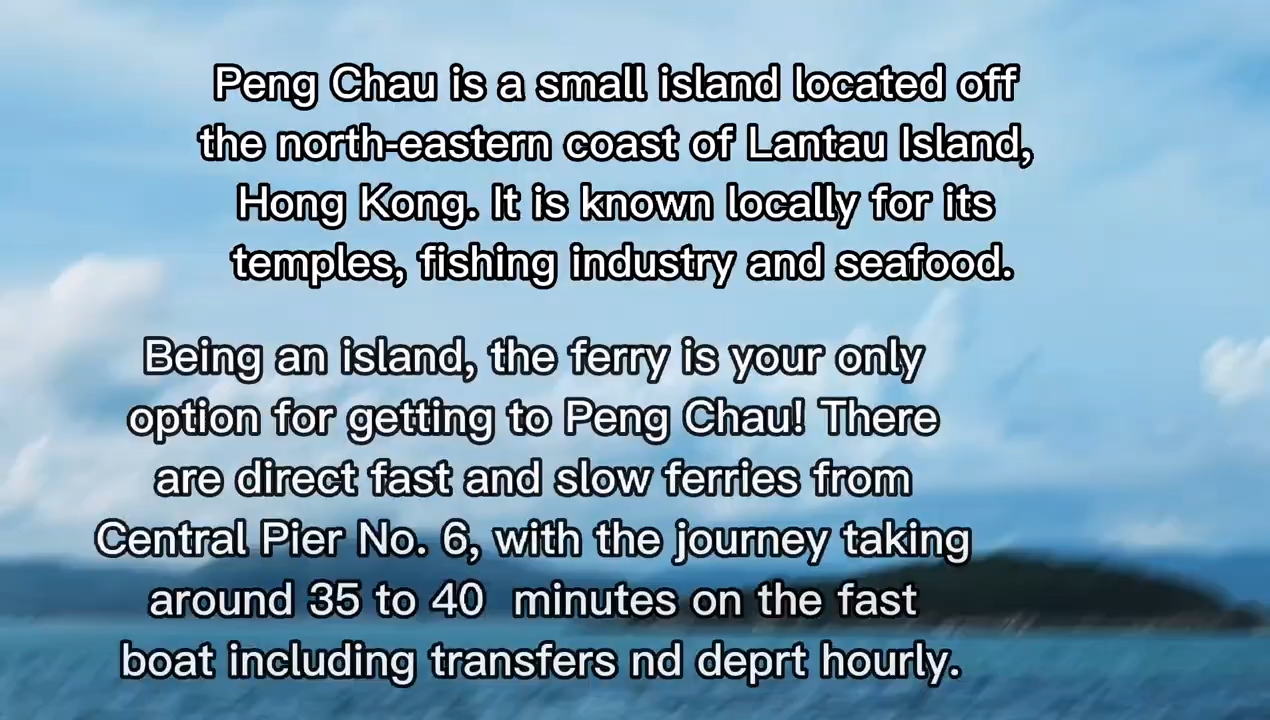 Peng Chau is a small island located off
the north-eastern coast of Lantau Island,
Hong Kong. It is known locally for its
temples, fishing industry and seafood.
Being an island, the ferry is your only
option for getting to Peng Chau! There
are direct fast and slow ferries from
Central Pier No. 6, with the journey taking
around 35 to 40  minutes on the fast
boat including transfers nd deprt hourly.